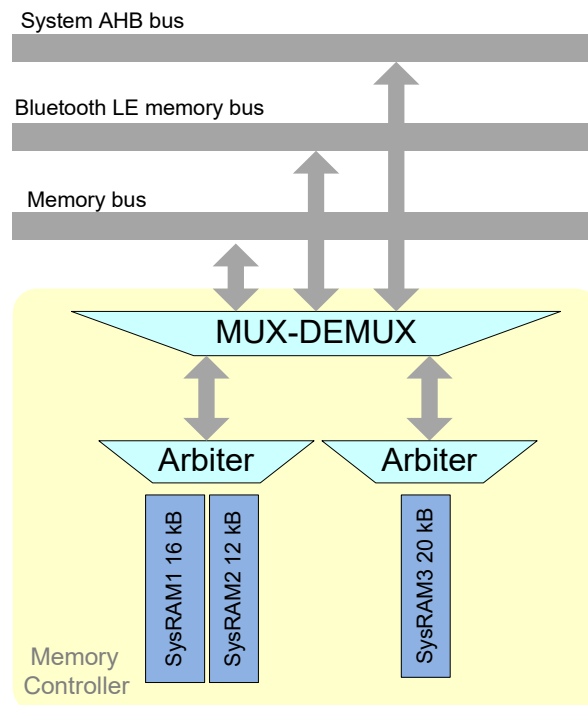 System AHB bus
Bluetooth LE memory bus
Memory bus
MUX-DEMUX
Arbiter
Arbiter
SysRAM1 16 kB
SysRAM2 12 kB
SysRAM3 20 kB
Memory
Controller